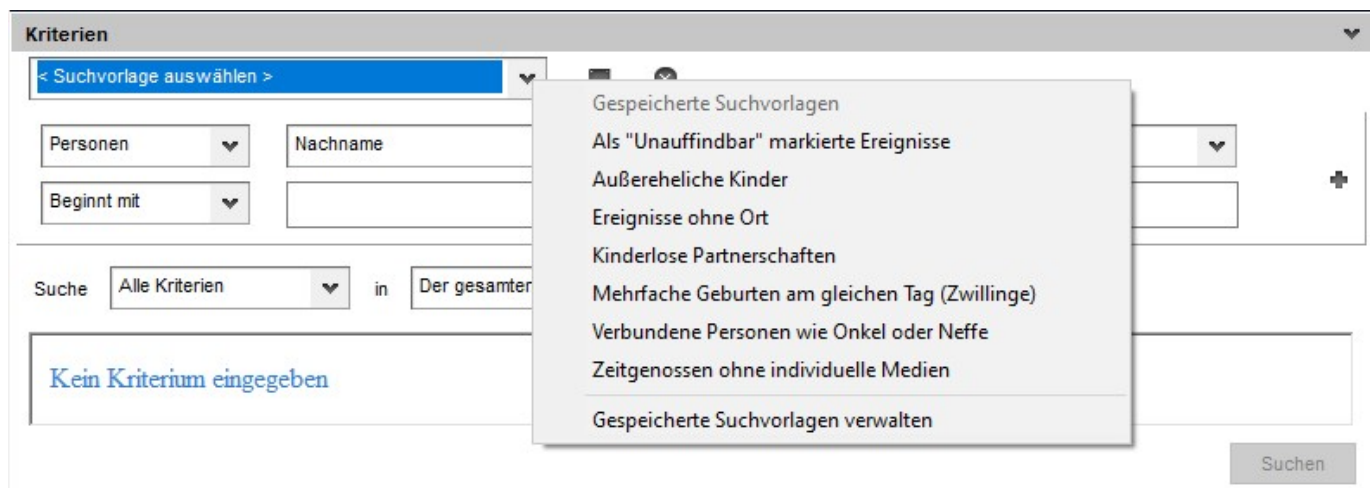 Kriterien
< Suchvorlage auswählen >
Gespeicherte Suchvorlagen
Als "Unauffindbar" markierte Ereignisse
Außereheliche Kinder
Ereignisse ohne Ort
Kinderlose Partnerschaften
Mehrfache Geburten am gleichen Tag (Zwillinge)
Verbundene Personen wie Onkel oder Neffe
Zeitgenossen ohne individuelle Medien
Gespeicherte Suchvorlagen verwalten
Personen Nachname
Beginnt mit
Suche Alle Kriterien in Der gesamten
Kein Kriterium eingegeben
Suchen